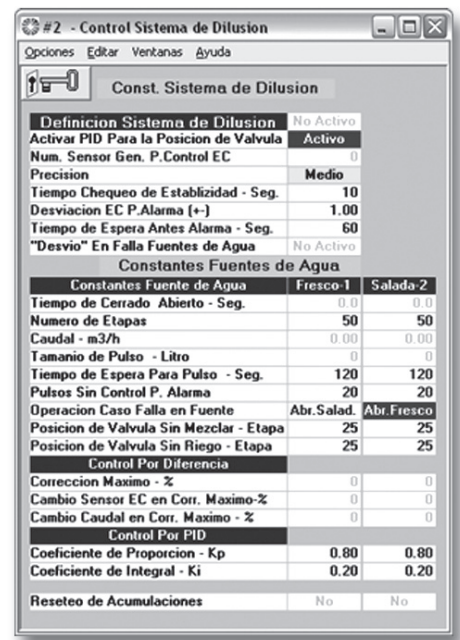 #2 - Control Sistema de Dilusion
Opciones Editar Ventanas Ayuda
Const. Sistema de Dilusion
Definicion Sistema de Dilusion No Activo
Activar PID Para la Posicion de Valvula Activo
Num. Sensor Gen. P.Control EC 0
Precision Medio
Tiempo Chequeo de Establizidad - Seg. 10
Desviacion EC P.Alarma (+-) 1.00
Tiempo de Espera Antes Alarma - Seg. 60
"Desvio" En Falla Fuentes de Agua No Activo
Constantes Fuentes de Agua
Constantes Fuente de Agua Fresco-1 Salada-2
Tiempo de Cerrado Abierto - Seg. 0.0 0.0
Numero de Etapas 50 50
Caudal - m3/h 0.00 0.00
Tamanio de Pulso - Litro 0 0
Tiempo de Espera Para Pulso - Seg. 120 120
Pulsos Sin Control P. Alarma 20 20
Operacion Caso Falla en Fuente Abr.Salad. Abr.Fresco
Posicion de Valvula Sin Mezclar - Etapa 25 25
Posicion de Valvula Sin Riego - Etapa 25 25
Control Por Diferencia
Correccion Maximo - % 0 0
Cambio Sensor EC en Corr. Maximo-% 0 0
Cambio Caudal en Corr. Maximo - % 0 0
Control Por PID
Coeficiente de Proporcion - Kp 0.80 0.80
Coeficiente de Integral - Ki 0.20 0.20
Reseteo de Acumulaciones No No